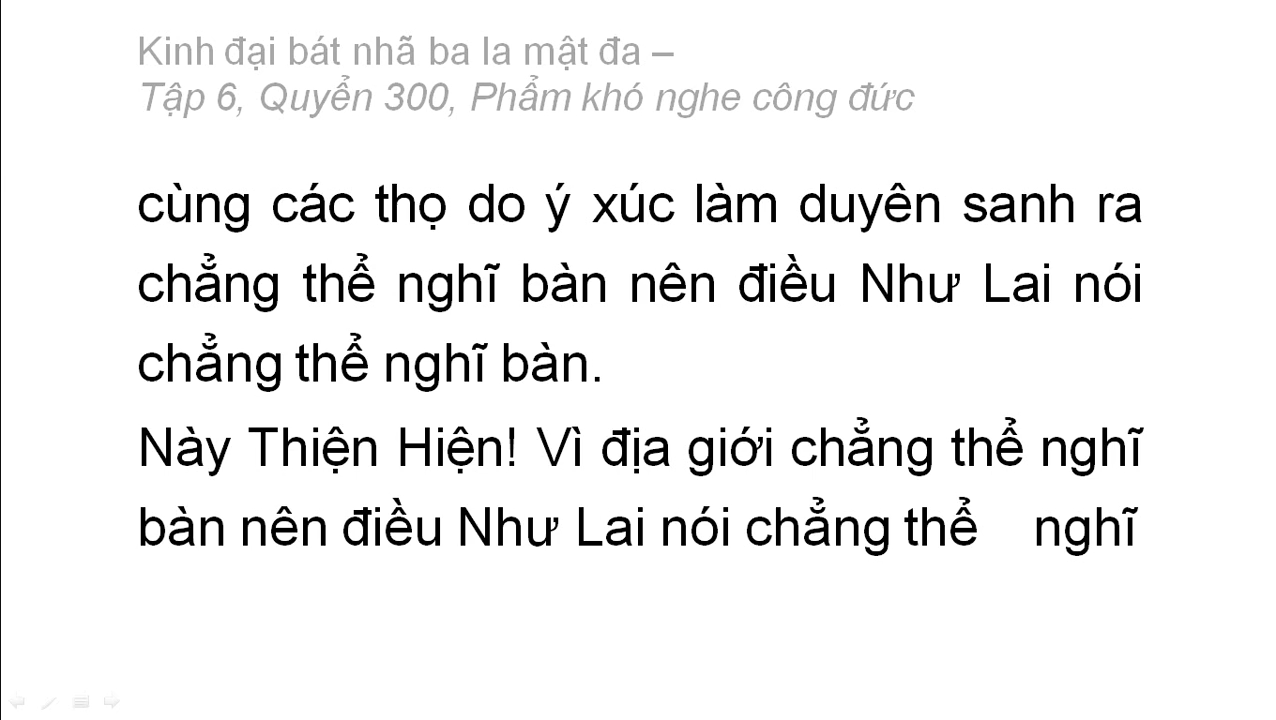 Kinh đại bát nhã ba la mật đa –
Tập 6, Quyển 300, Phẩm khó nghe công đức
cùng các thọ do ý xúc làm duyên sanh ra
chẳng thể nghĩ bàn nên điều Như Lai nói
chẳng thể nghĩ bàn.
Này Thiện Hiện! Vì địa giới chẳng thể nghĩ
bàn nên điều Như Lai nói chẳng thể nghĩ